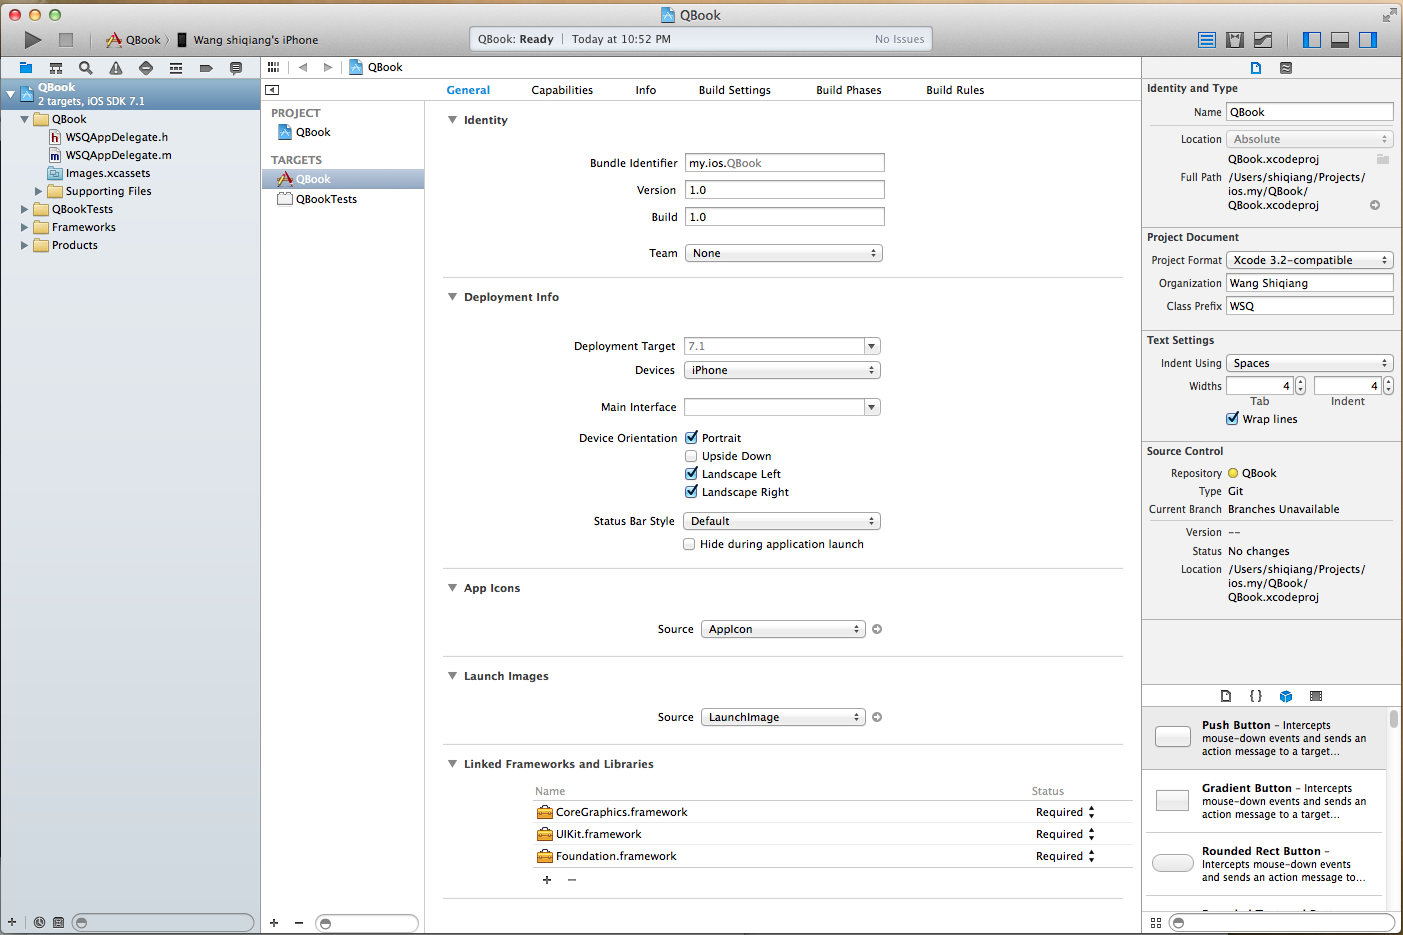 QBook
QBook
Wang shiqiang's iPhone
QBook: Ready
Today at 10:52 PM
No Issues
QBook
2 targets, iOS SDK 7.1
QBook
WSQAppDelegate.h
WSQAppDelegate.m
Images.xcassets
Supporting Files
QBookTests
Frameworks
Products
QBook
General
Capabilities
Info
Build Settings
Build Phases
Build Rules
PROJECT
QBook
TARGETS
QBook
QBookTests
Identity
Bundle Identifier my.ios.QBook
Version 1.0
Build 1.0
Team None
Deployment Info
Deployment Target 7.1
Devices iPhone
Main Interface
Device Orientation Portrait
Upside Down
Landscape Left
Landscape Right
Status Bar Style Default
Hide during application launch
App Icons
Source AppIcon
Launch Images
Source LaunchImage
Linked Frameworks and Libraries
Name Status
CoreGraphics.framework Required
UIKit.framework Required
Foundation.framework Required
Identity and Type
Name QBook
Location Absolute
QBook.xcodeproj
Full Path /Users/shiqiang/Projects/
ios.my/QBook/
QBook.xcodeproj
Project Document
Project Format Xcode 3.2-compatible
Organization Wang Shiqiang
Class Prefix WSQ
Text Settings
Indent Using Spaces
Widths 4 4
Tab Indent
Wrap lines
Source Control
Repository QBook
Type Git
Current Branch Branches Unavailable
Version --
Status No changes
Location /Users/shiqiang/Projects/
ios.my/QBook/
QBook.xcodeproj
{ }
Push Button – Intercepts
mouse-down events and sends an
action message to a target...
Gradient Button – Intercepts
mouse-down events and sends an
action message to a target...
Rounded Rect Button –
Intercepts mouse-down events
and sends an action message to...